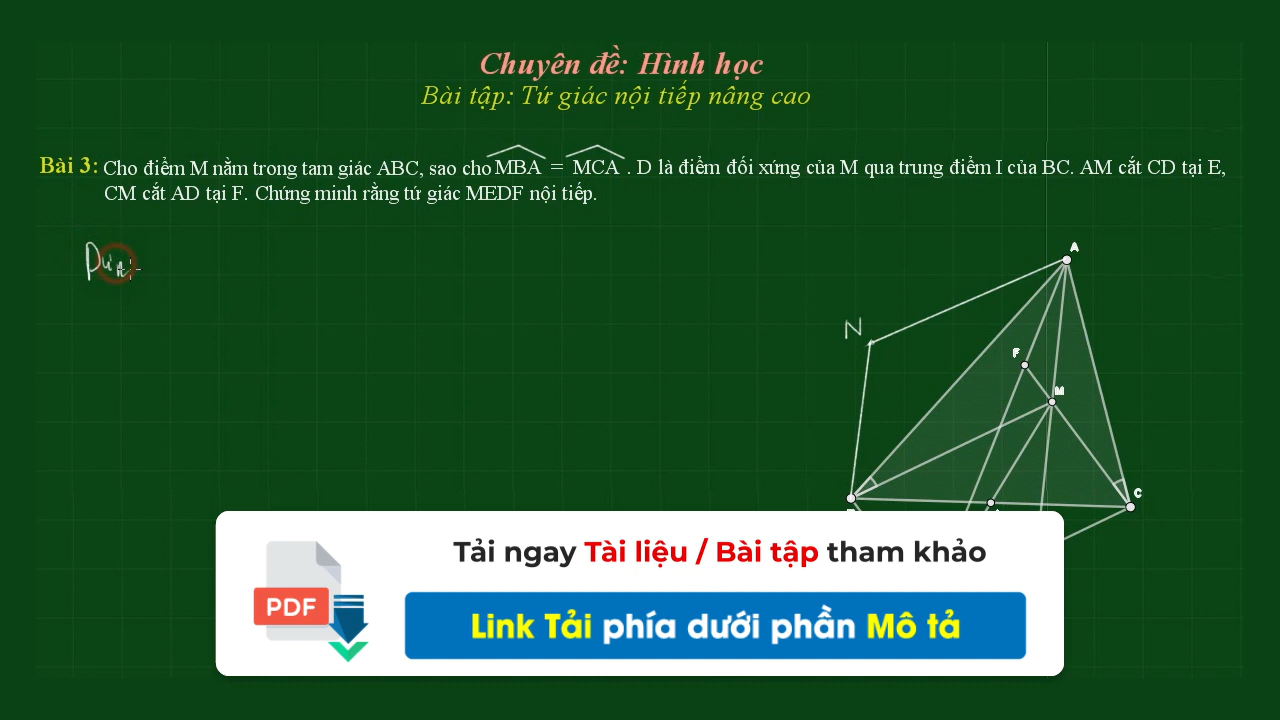 Chuyên đề: Hình học
Bài tập: Tứ giác nội tiếp nâng cao
Bài 3: Cho điểm M nằm trong tam giác ABC, sao cho MBA = MCA . D là điểm đối xứng của M qua trung điểm I của BC. AM cắt CD tại E,
CM cắt AD tại F. Chứng minh rằng tứ giác MEDF nội tiếp.
A
N
F
M
C
Tải ngay Tài liệu / Bài tập tham khảo
PDF
Link Tải phía dưới phần Mô tả